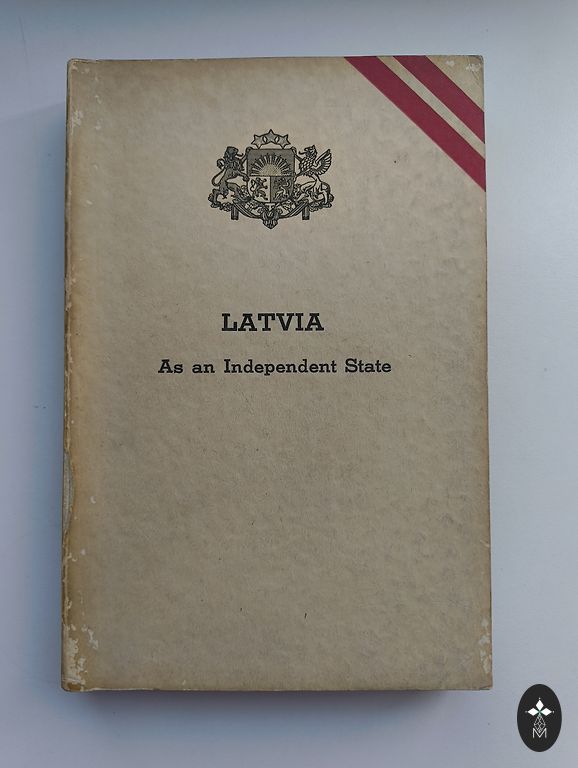 LATVIA
As an Independent State
M